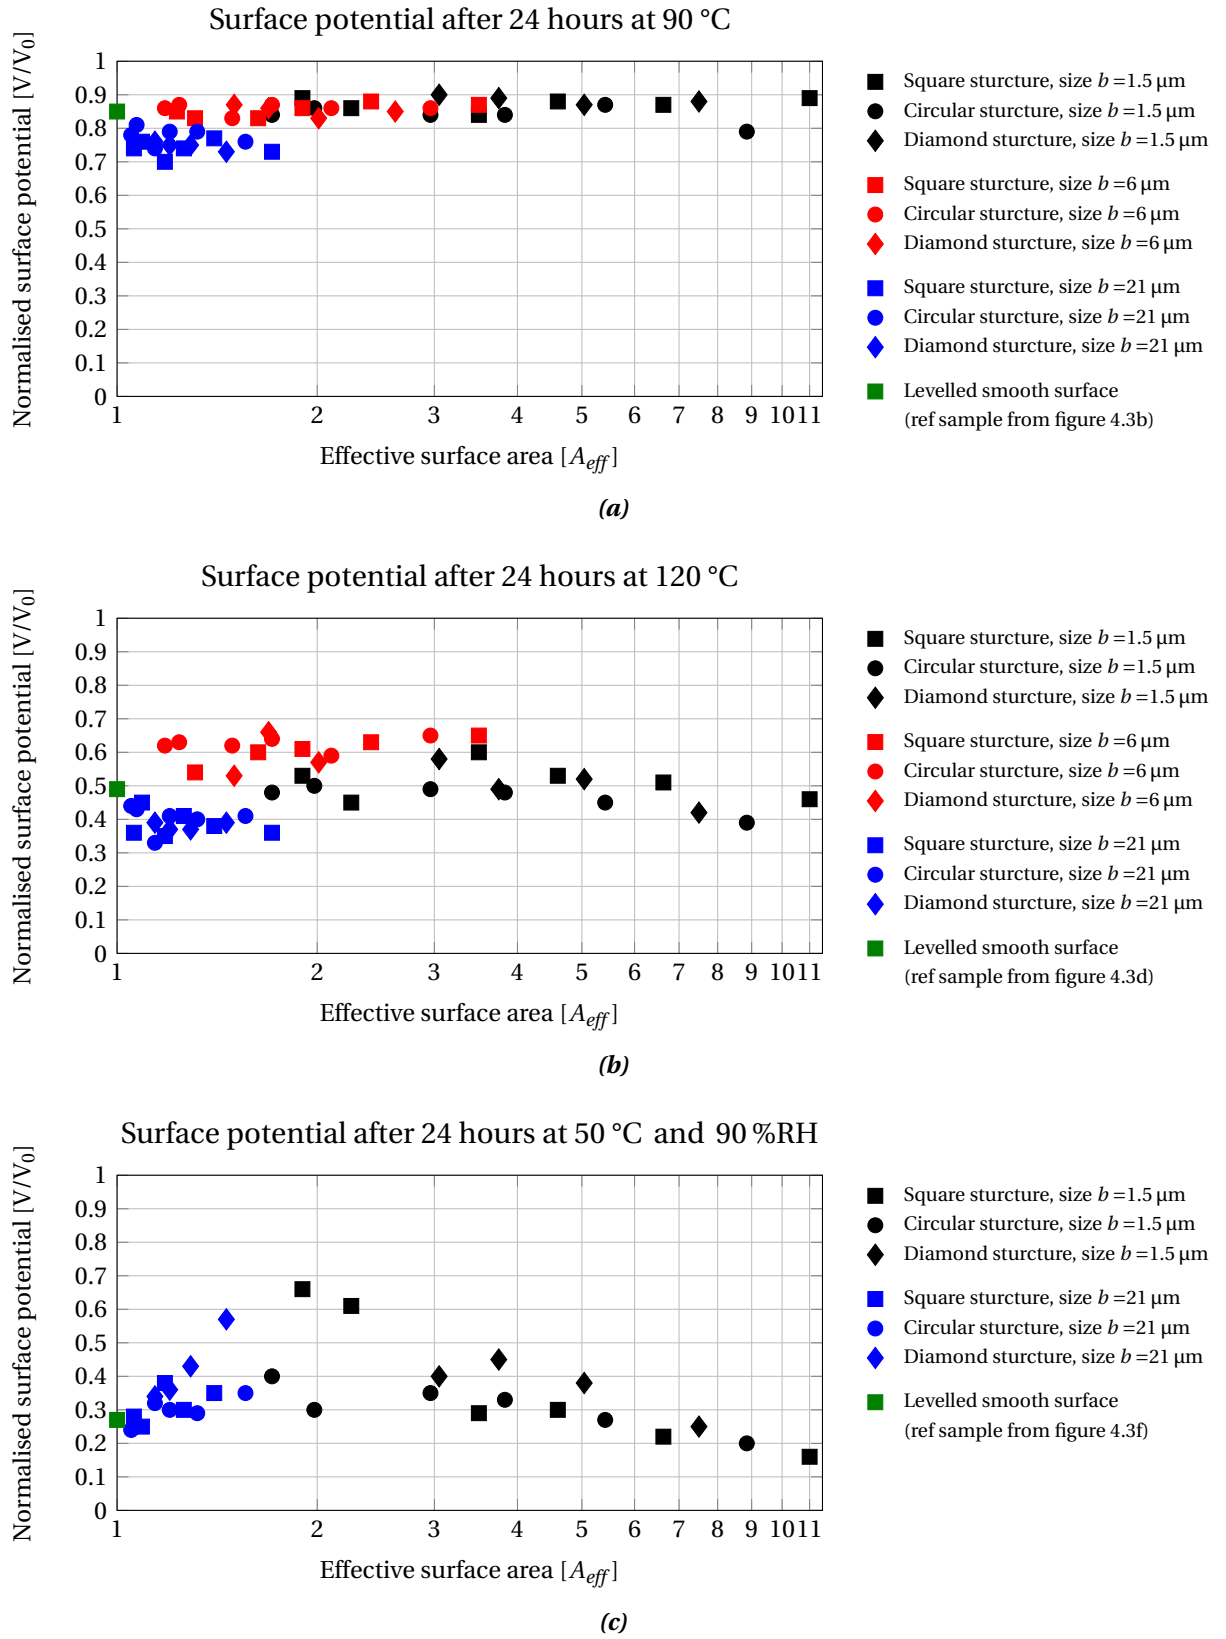 Surface potential after 24 hours at 90 °C
Normalised surface potential [V/V0]
1
0.9
0.8
0.7
0.6
0.5
0.4
0.3
0.2
0.1
0
1 2 3 4 5 6 7 8 9 10 11
Effective surface area [Aeff]
Square sturcture, size b =1.5 µm
Circular sturcture, size b =1.5 µm
Diamond sturcture, size b =1.5 µm
Square sturcture, size b =6 µm
Circular sturcture, size b =6 µm
Diamond sturcture, size b =6 µm
Square sturcture, size b =21 µm
Circular sturcture, size b =21 µm
Diamond sturcture, size b =21 µm
Levelled smooth surface
(ref sample from figure 4.3b)
(a)
Surface potential after 24 hours at 120 °C
Normalised surface potential [V/V0]
1
0.9
0.8
0.7
0.6
0.5
0.4
0.3
0.2
0.1
0
1 2 3 4 5 6 7 8 9 10 11
Effective surface area [Aeff]
Square sturcture, size b =1.5 µm
Circular sturcture, size b =1.5 µm
Diamond sturcture, size b =1.5 µm
Square sturcture, size b =6 µm
Circular sturcture, size b =6 µm
Diamond sturcture, size b =6 µm
Square sturcture, size b =21 µm
Circular sturcture, size b =21 µm
Diamond sturcture, size b =21 µm
Levelled smooth surface
(ref sample from figure 4.3d)
(b)
Surface potential after 24 hours at 50 °C and 90 %RH
Normalised surface potential [V/V0]
1
0.9
0.8
0.7
0.6
0.5
0.4
0.3
0.2
0.1
0
1 2 3 4 5 6 7 8 9 10 11
Effective surface area [Aeff]
Square sturcture, size b =1.5 µm
Circular sturcture, size b =1.5 µm
Diamond sturcture, size b =1.5 µm
Square sturcture, size b =21 µm
Circular sturcture, size b =21 µm
Diamond sturcture, size b =21 µm
Levelled smooth surface
(ref sample from figure 4.3f)
(c)